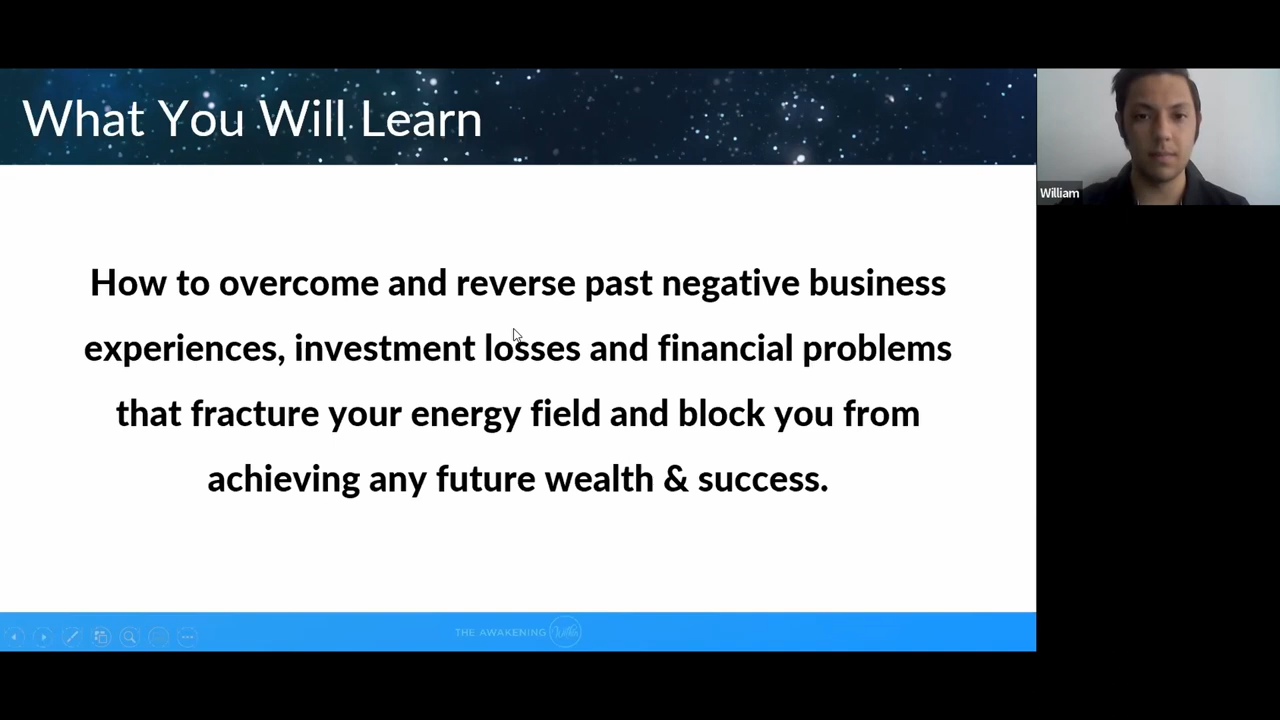 What You Will Learn
William
How to overcome and reverse past negative business
experiences, investment losses and financial problems
that fracture your energy field and block you from
achieving any future wealth & success.
THE AWAKENING